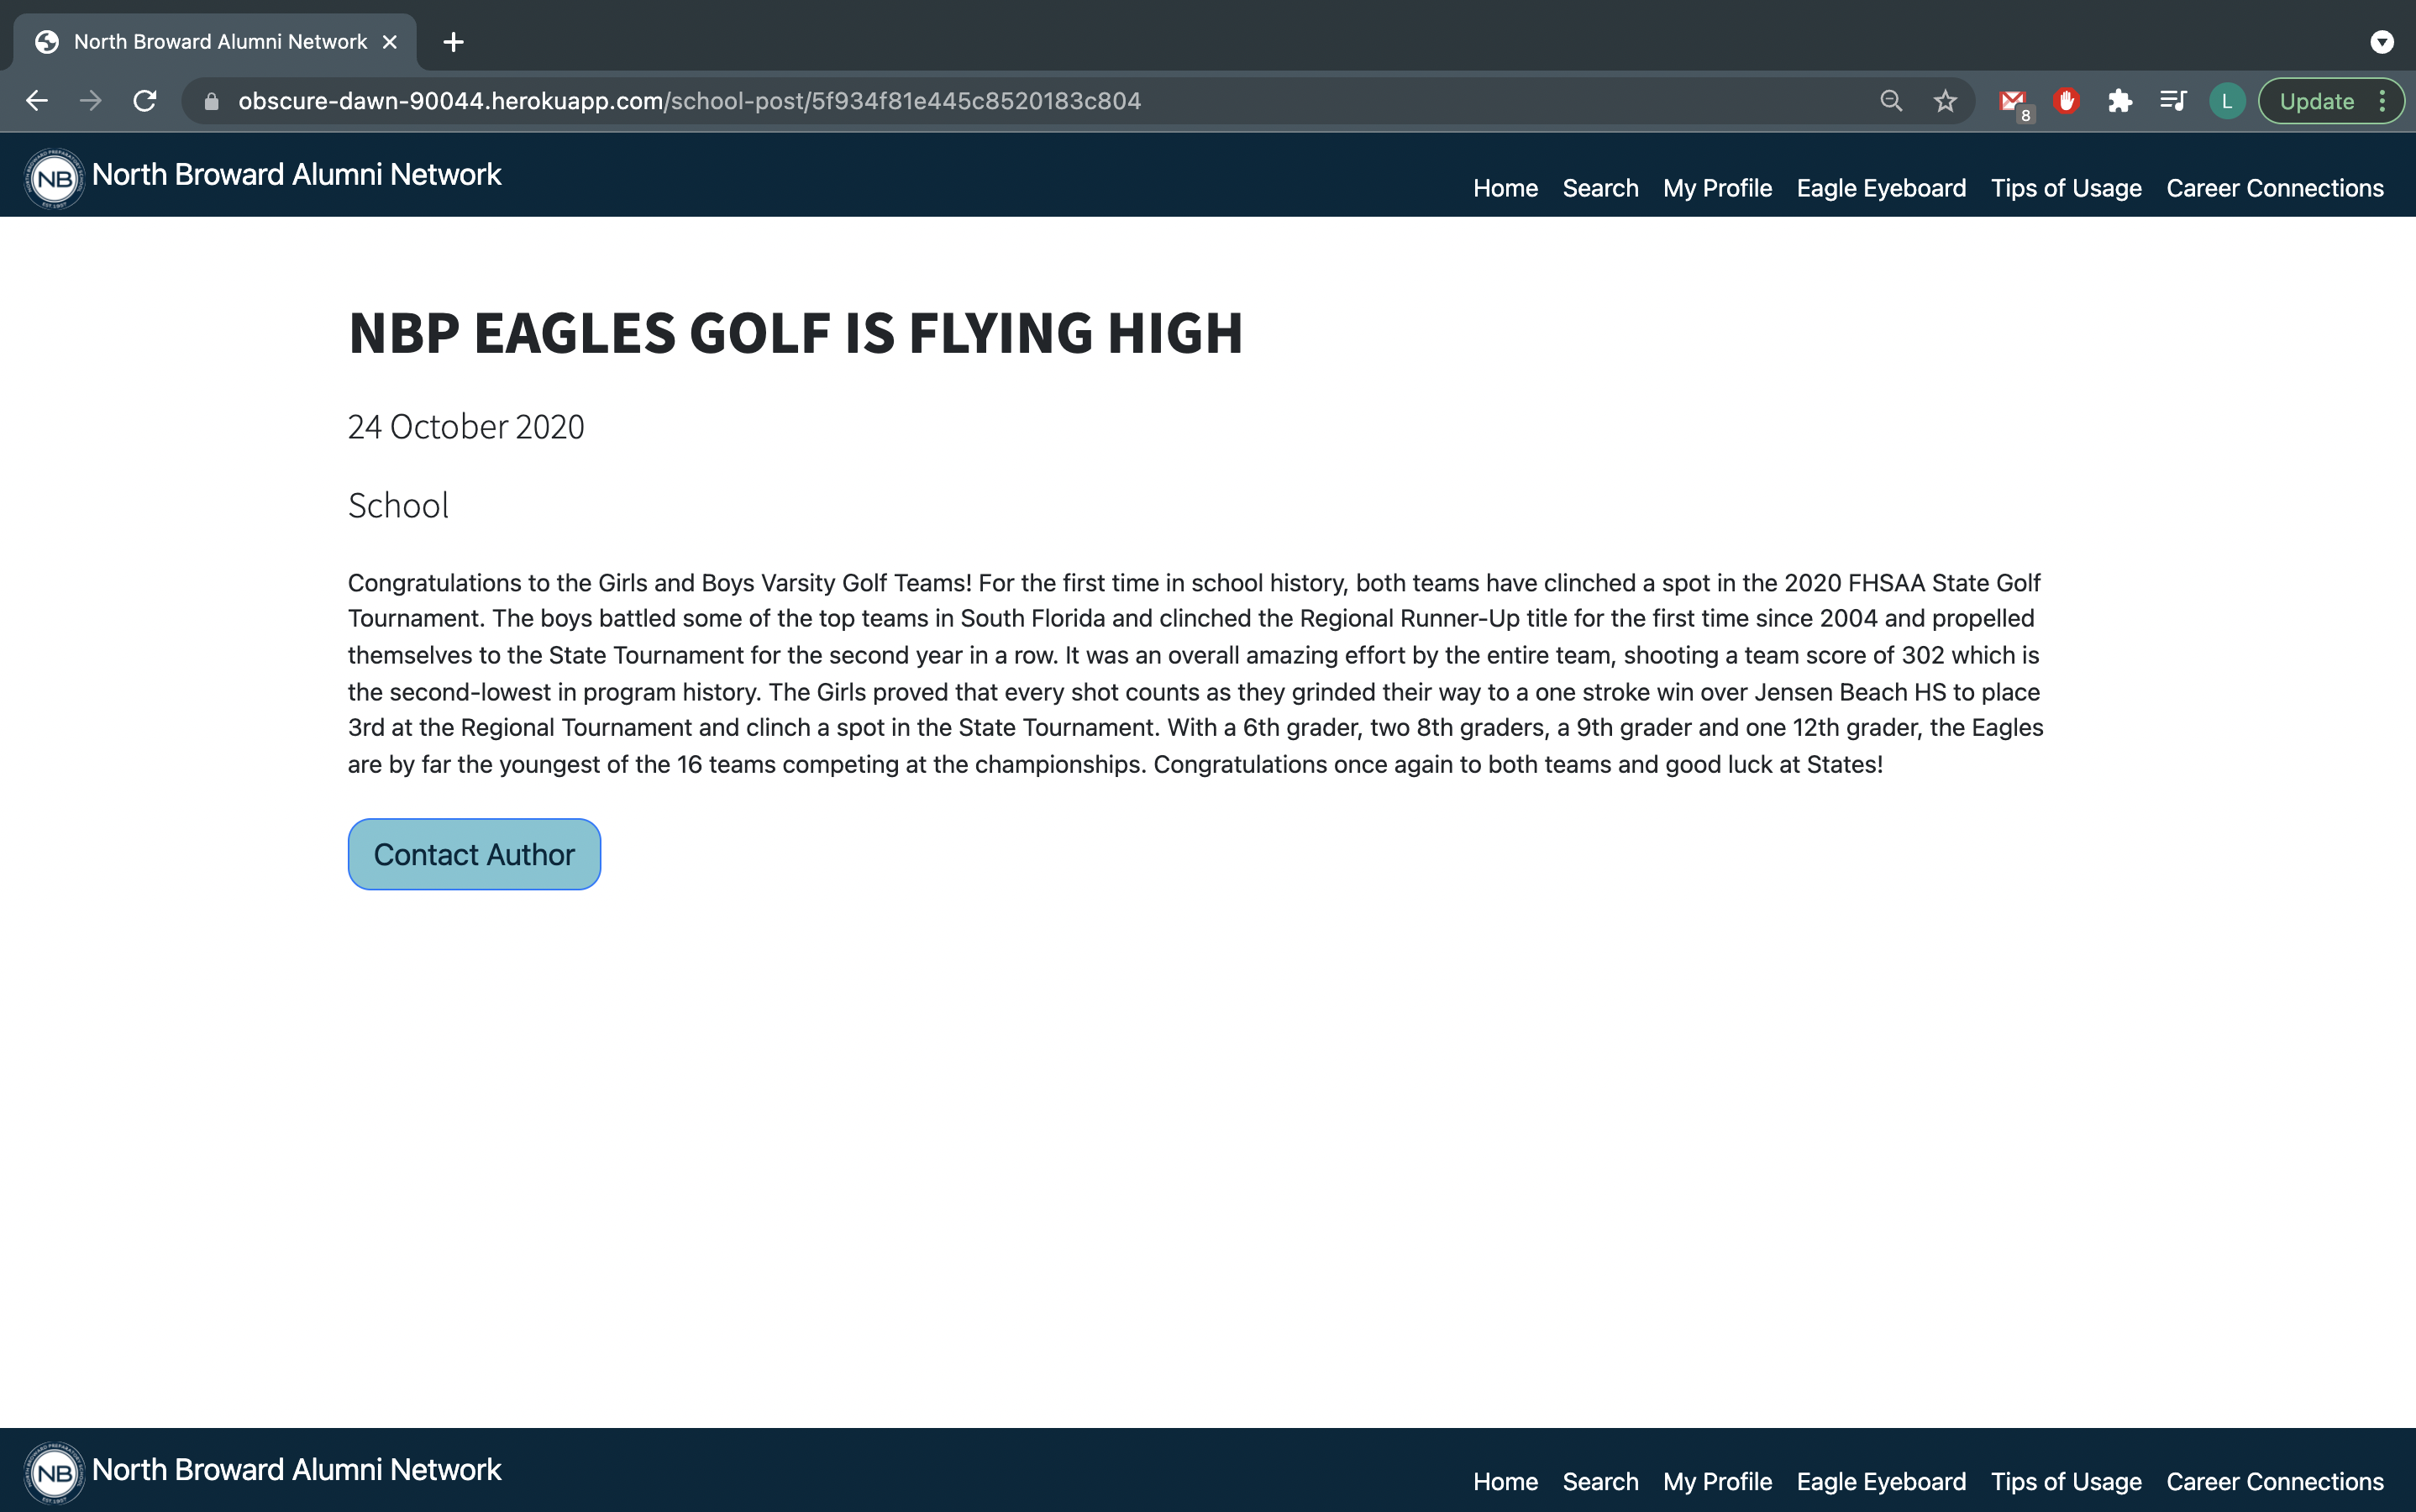 North Broward Alumni Network
obscure-dawn-90044.herokuapp.com/school-post/5f934f81e445c8520183c804
8
L
Update
NB
North Broward Alumni Network
Home Search My Profile Eagle Eyeboard Tips of Usage Career Connections
NBP EAGLES GOLF IS FLYING HIGH
24 October 2020
School
Congratulations to the Girls and Boys Varsity Golf Teams! For the first time in school history, both teams have clinched a spot in the 2020 FHSAA State Golf
Tournament. The boys battled some of the top teams in South Florida and clinched the Regional Runner-Up title for the first time since 2004 and propelled
themselves to the State Tournament for the second year in a row. It was an overall amazing effort by the entire team, shooting a team score of 302 which is
the second-lowest in program history. The Girls proved that every shot counts as they grinded their way to a one stroke win over Jensen Beach HS to place
3rd at the Regional Tournament and clinch a spot in the State Tournament. With a 6th grader, two 8th graders, a 9th grader and one 12th grader, the Eagles
are by far the youngest of the 16 teams competing at the championships. Congratulations once again to both teams and good luck at States!
Contact Author
NB
North Broward Alumni Network
Home Search My Profile Eagle Eyeboard Tips of Usage Career Connections